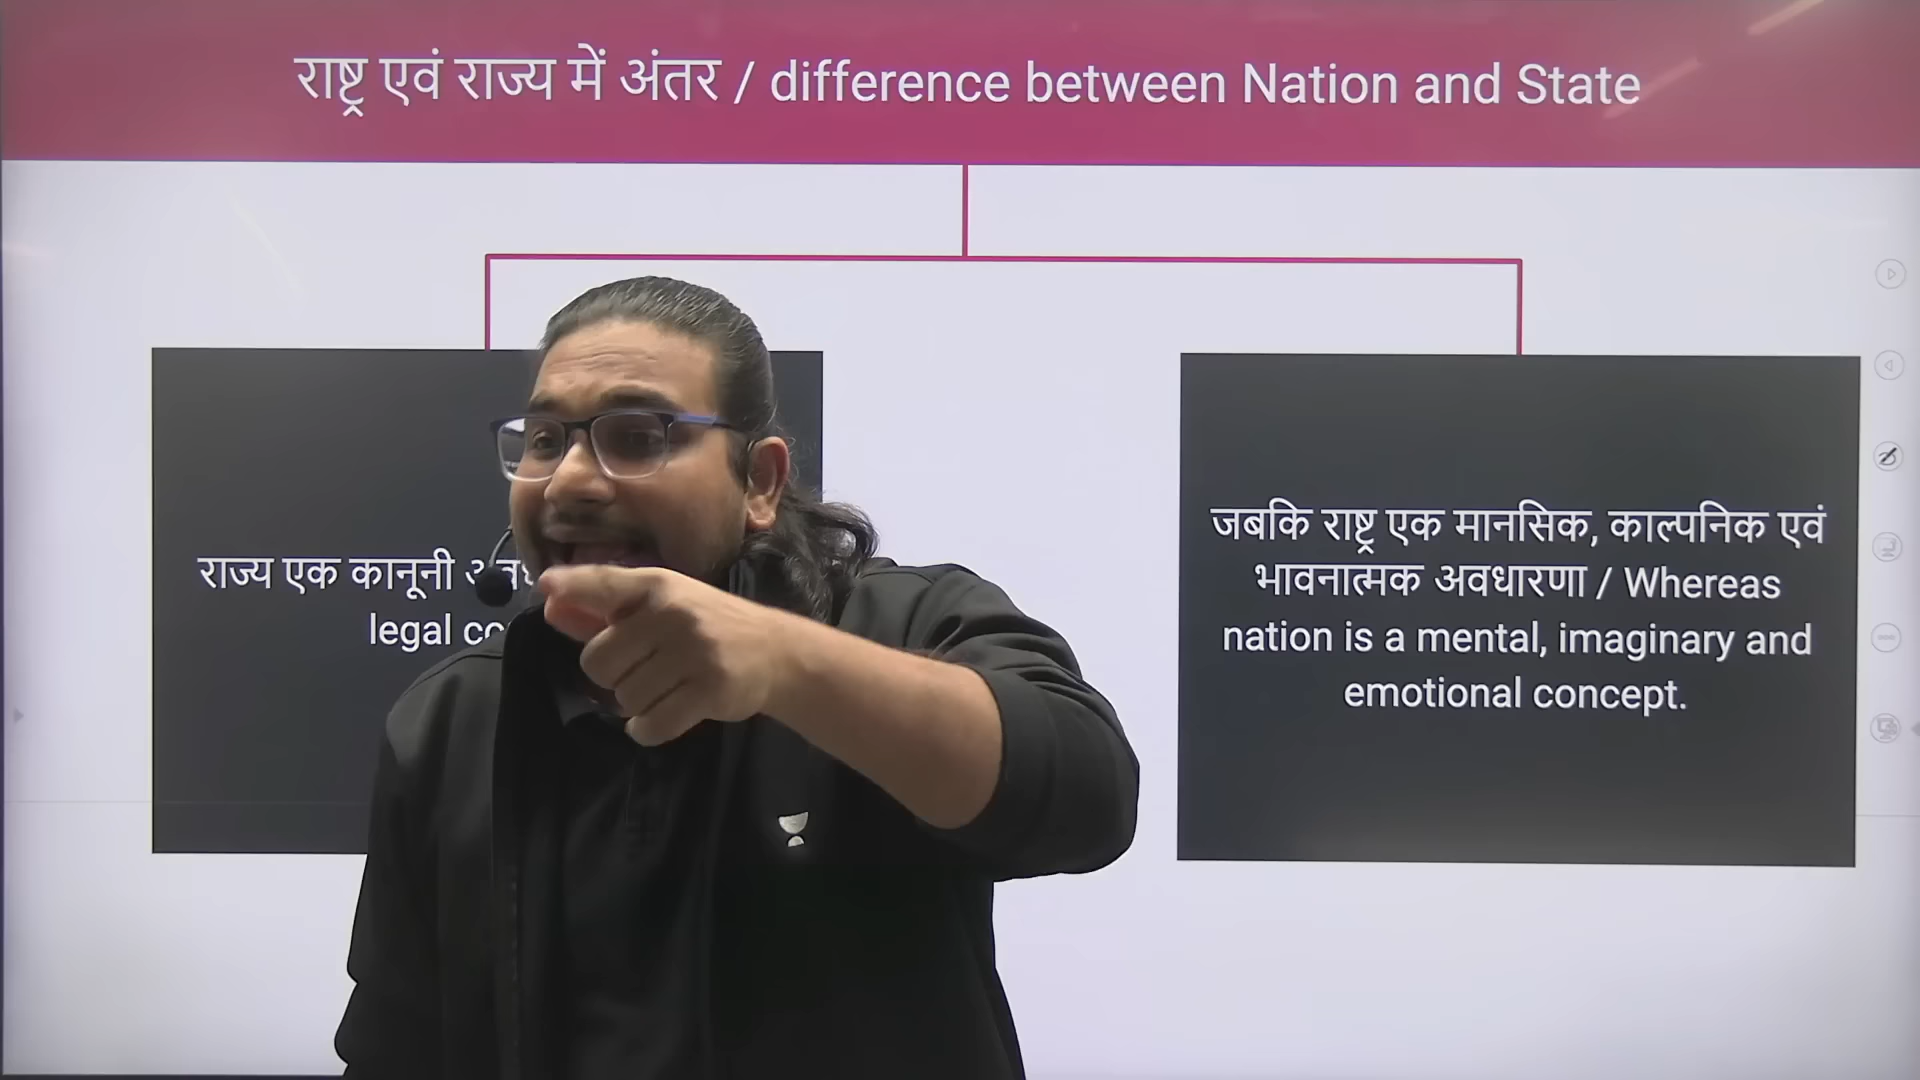 राष्ट्र एवं राज्य में अंतर / difference between Nation and State
राज्य एक कानूनी
legal
जबकि राष्ट्र एक मानसिक, काल्पनिक एवं
भावनात्मक अवधारणा / Whereas
nation is a mental, imaginary and
emotional concept.